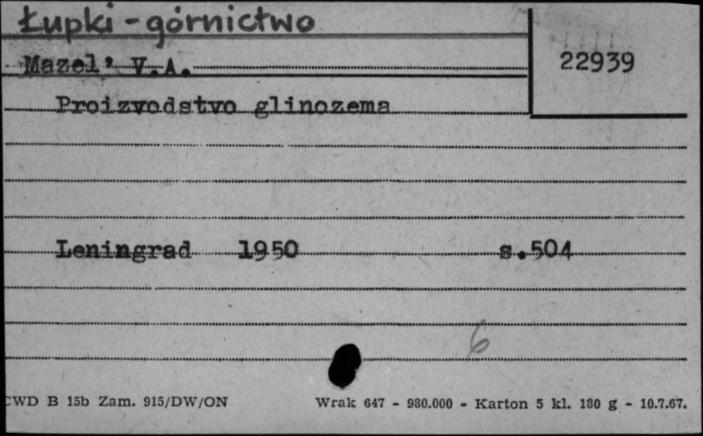 Łupki - górnictwo
Mazel' V.A.
22939
Proizvodstvo glinozema
Leningrad 1950 s.504
6
CWD B 15b Zam. 915/DW/ON Wrak 647 - 980.000 - Karton 5 kl. 180 g - 10.7.67.